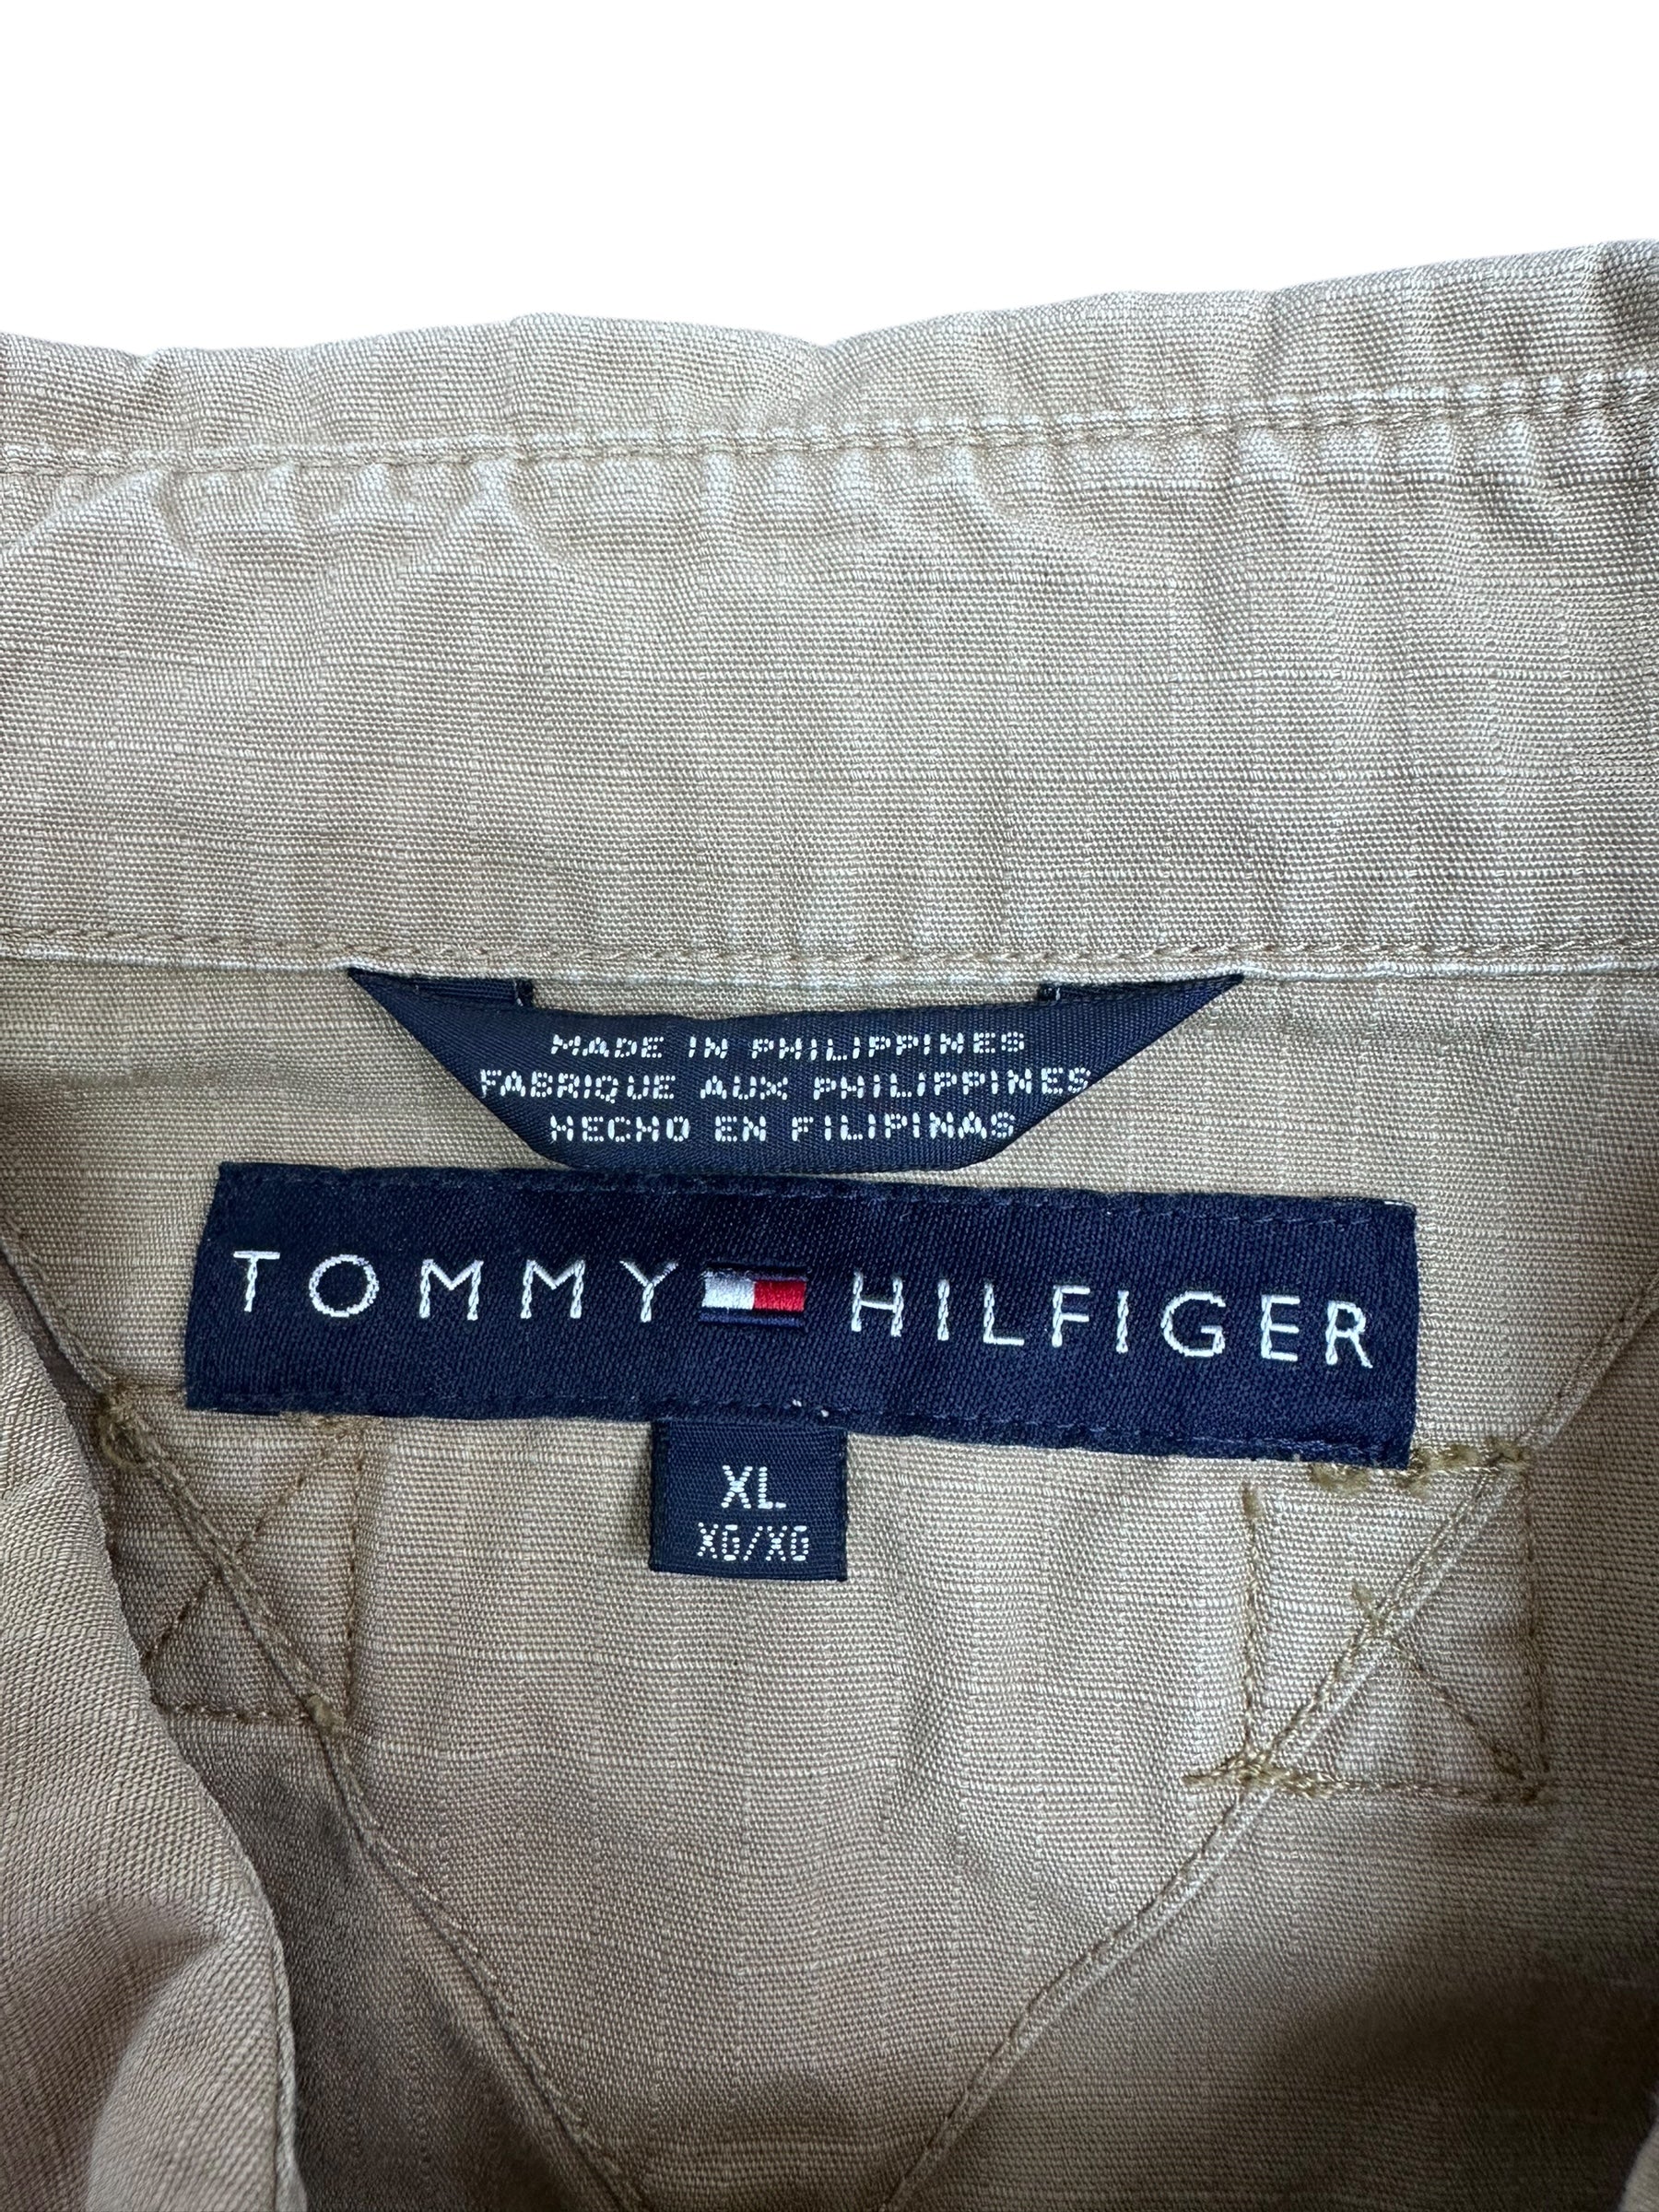 MADE IN PHILIPPINES
FABRIQUE AUX PHILIPPINES
HECHO EN FILIPINAS
TOMMY HILFIGER
XL
XG/XG